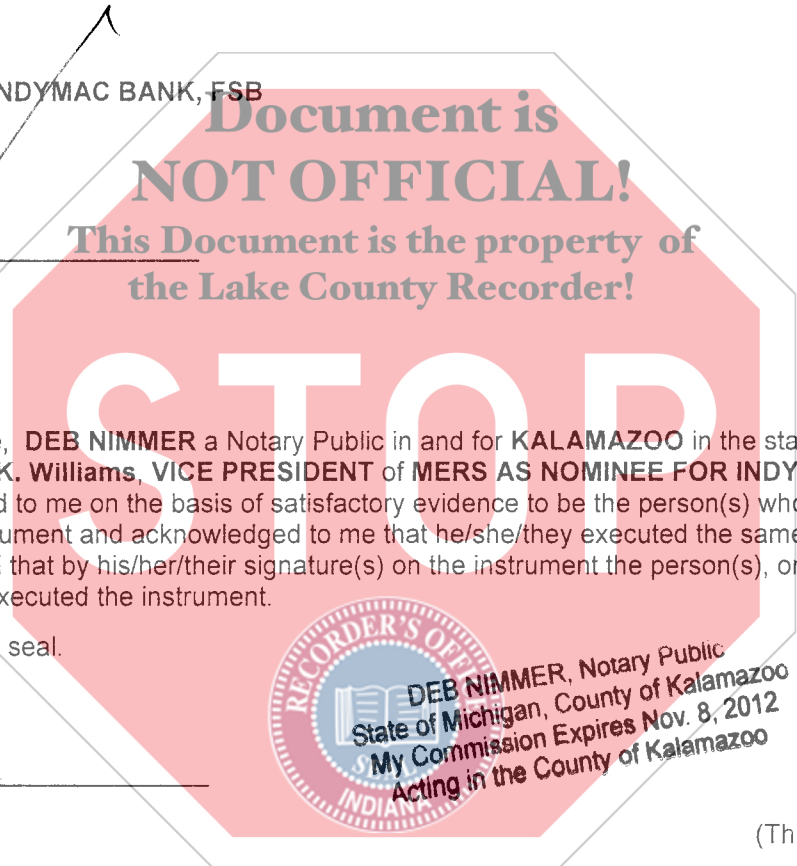 NDYMAC BANK, FSB
Document is
NOT OFFICIAL!
This Document is the property of
the Lake County Recorder!
STOP
DEB NIMMER a Notary Public in and for KALAMAZOO in the
K. Williams, VICE PRESIDENT of MERS AS NOMINEE FOR INDY
to me on the basis of satisfactory evidence to be the person(s)
ument and acknowledged to me that he/she/they executed the same
that by his/her/their signature(s) on the instrument the person(s),
xecuted the instrument.
seal.
RECORDER'S OFFICE
SEAL
INDIANA
DEB NIMMER, Notary Public
State of Michigan, County of Kalamazoo
My Commission Expires Nov. 8, 2012
Acting in the County of Kalamazoo
(Th